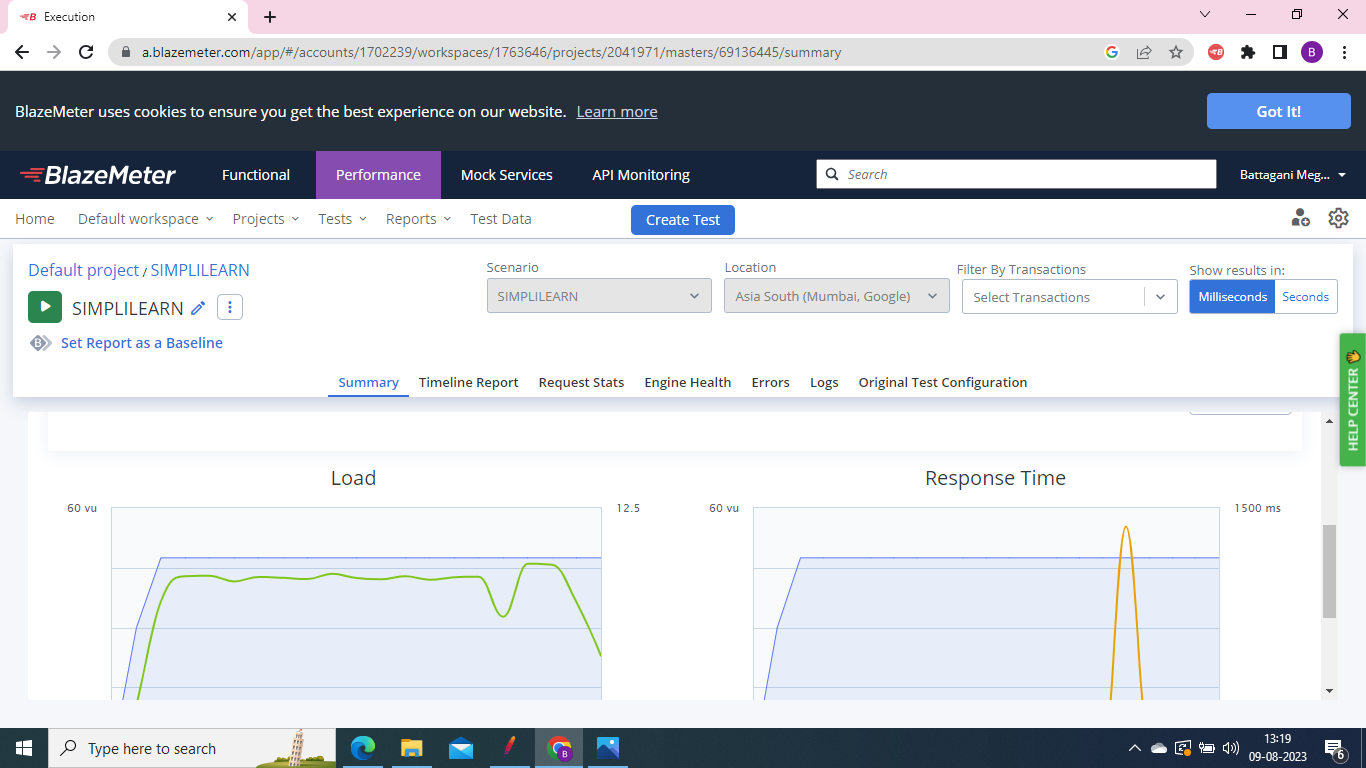 Execution
a.blazemeter.com/app/#/accounts/1702239/workspaces/1763646/projects/2041971/masters/69136445/summary
B
BlazeMeter uses cookies to ensure you get the best experience on our website. Learn more
Got It!
BlazeMeter
Functional
Performance
Mock Services
API Monitoring
Search
Battagani Meg...
Home
Default workspace
Projects
Tests
Reports
Test Data
Create Test
Default project / SIMPLILEARN
SIMPLILEARN
Set Report as a Baseline
Scenario
SIMPLILEARN
Location
Asia South (Mumbai, Google)
Filter By Transactions
Select Transactions
Show results in:
Milliseconds
Seconds
HELP CENTER
Summary
Timeline Report
Request Stats
Engine Health
Errors
Logs
Original Test Configuration
Load
60 vu
12.5
Response Time
60 vu
1500 ms
Type here to search
B
13:19
09-08-2023
6